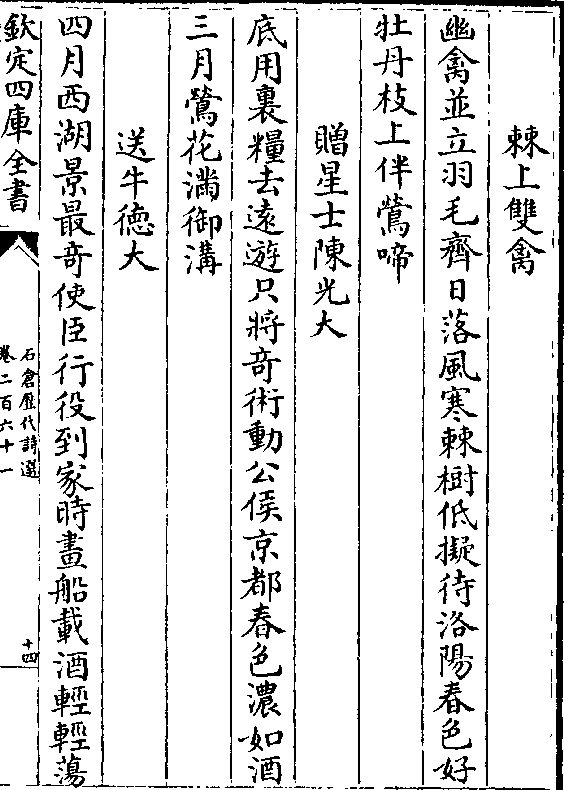 棘上雙禽
幽禽並立羽毛齊日落風寒棘樹低擬待洛陽春色好
牡丹枝上伴鶯啼
贈星士陳光大
底用裹糧去遠遊只將奇術動公侯京都春色濃如酒
三月鶯花滿御溝
送牛德大
四月西湖景最奇使臣行役到家時畫船載酒輕輕蕩
欽定四庫全書
石倉歷代詩選
卷二百六十一
十四